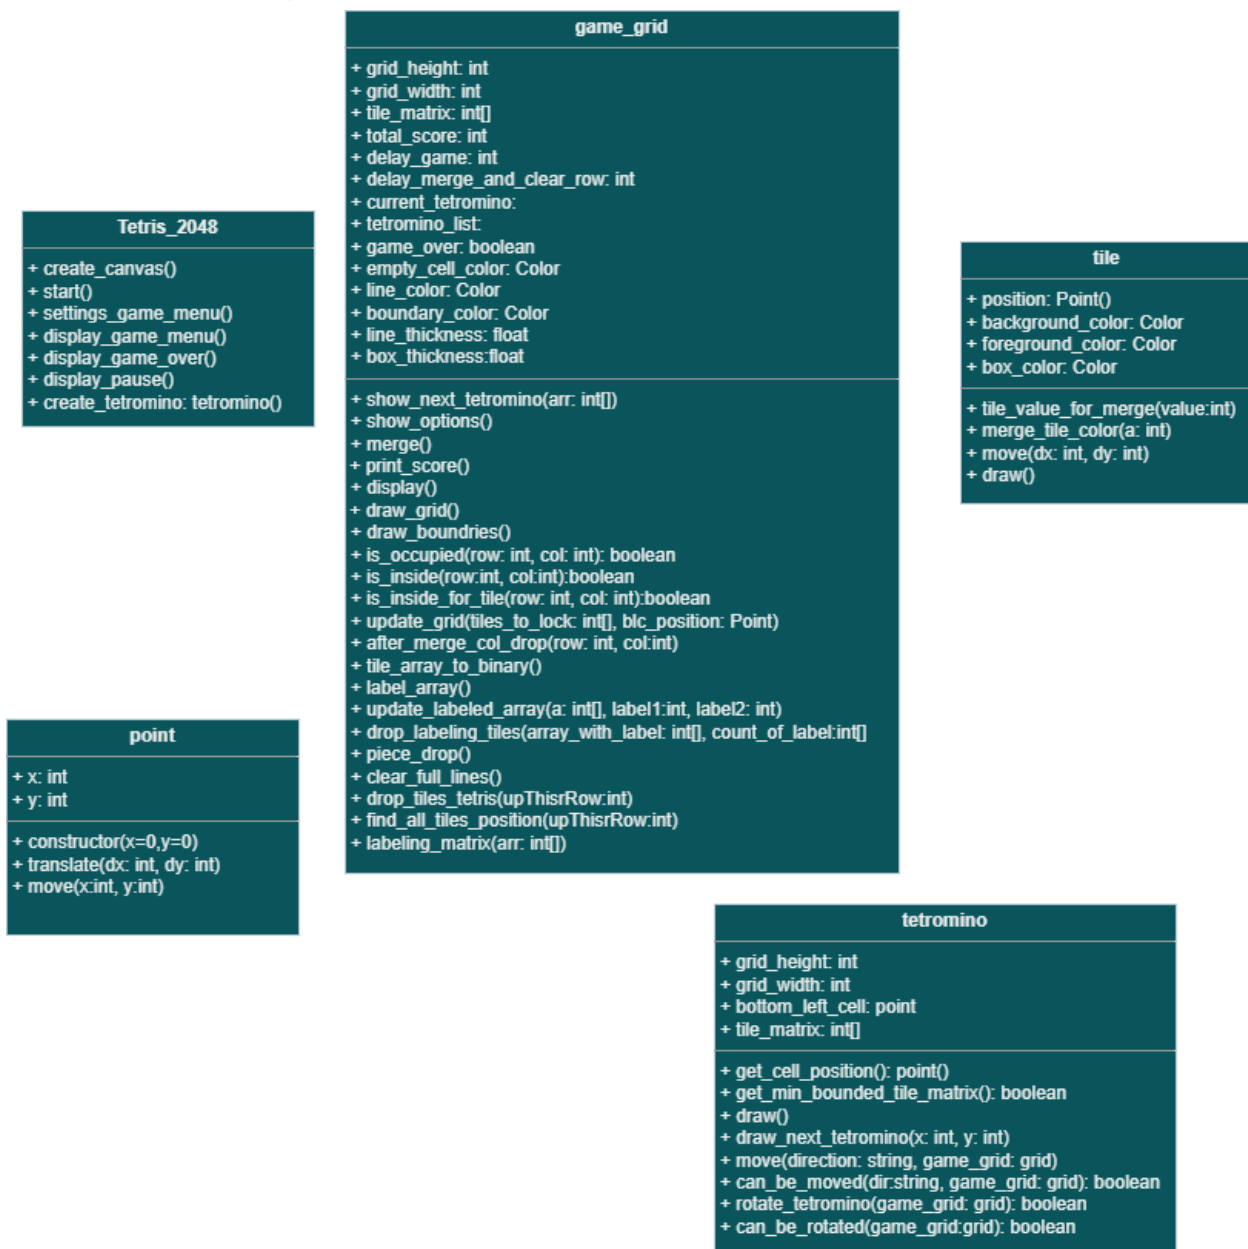 game_grid
+ grid_height: int
+ grid_width: int
+ tile_matrix: int[]
+ total_score: int
+ delay_game: int
+ delay_merge_and_clear_row: int
+ current_tetromino:
+ tetromino_list:
+ game_over: boolean
+ empty_cell_color: Color
+ line_color: Color
+ boundary_color: Color
+ line_thickness: float
+ box_thickness:float
+ show_next_tetromino(arr: int[])
+ show_options()
+ merge()
+ print_score()
+ display()
+ draw_grid()
+ draw_boundries()
+ is_occupied(row: int, col: int): boolean
+ is_inside(row:int, col:int):boolean
+ is_inside_for_tile(row: int, col: int):boolean
+ update_grid(tiles_to_lock: int[], blc_position: Point)
+ after_merge_col_drop(row: int, col:int)
+ tile_array_to_binary()
+ label_array()
+ update_labeled_array(a: int[], label1:int, label2: int)
+ drop_labeling_tiles(array_with_label: int[], count_of_label:int[]
+ piece_drop()
+ clear_full_lines()
+ drop_tiles_tetris(upThisrRow:int)
+ find_all_tiles_position(upThisrRow:int)
+ labeling_matrix(arr: int[])
Tetris_2048
+ create_canvas()
+ start()
+ settings_game_menu()
+ display_game_menu()
+ display_game_over()
+ display_pause()
+ create_tetromino: tetromino()
tile
+ position: Point()
+ background_color: Color
+ foreground_color: Color
+ box_color: Color
+ tile_value_for_merge(value:int)
+ merge_tile_color(a: int)
+ move(dx: int, dy: int)
+ draw()
point
+ x: int
+ y: int
+ constructor(x=0,y=0)
+ translate(dx: int, dy: int)
+ move(x:int, y:int)
tetromino
+ grid_height: int
+ grid_width: int
+ bottom_left_cell: point
+ tile_matrix: int[]
+ get_cell_position(): point()
+ get_min_bounded_tile_matrix(): boolean
+ draw()
+ draw_next_tetromino(x: int, y: int)
+ move(direction: string, game_grid: grid)
+ can_be_moved(dir:string, game_grid: grid): boolean
+ rotate_tetromino(game_grid: grid): boolean
+ can_be_rotated(game_grid:grid): boolean